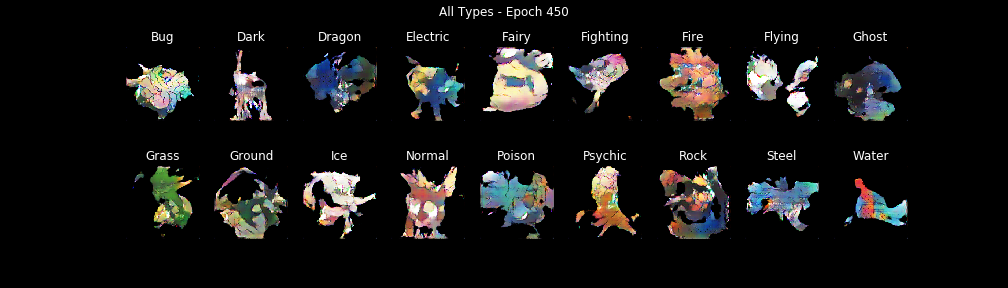 All Types - Epoch 450
Bug Dark Dragon Electric Fairy Fighting Fire Flying Ghost
Grass Ground Ice Normal Poison Psychic Rock Steel Water